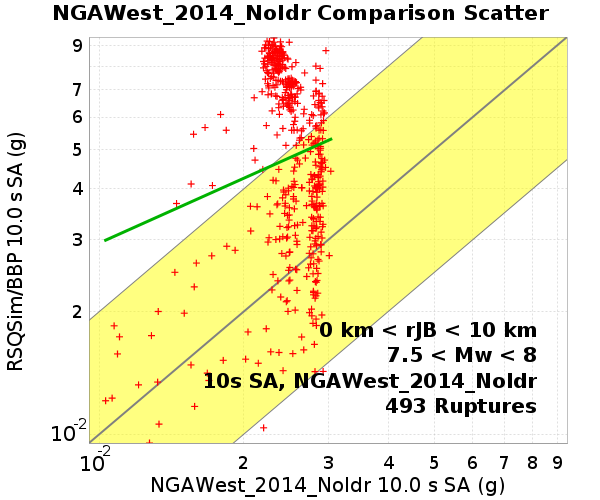 NGAWest_2014_NoIdr Comparison Scatter
9
7
6
5
4
3
2
10-2
RSQSim/BBP 10.0 s SA (g)
0 km < rJB < 10 km
7.5 < Mw < 8
10s SA, NGAWest_2014_NoIdr
493 Ruptures
10-2 2 3 4 5 6 7 8 9
NGAWest_2014_NoIdr 10.0 s SA (g)